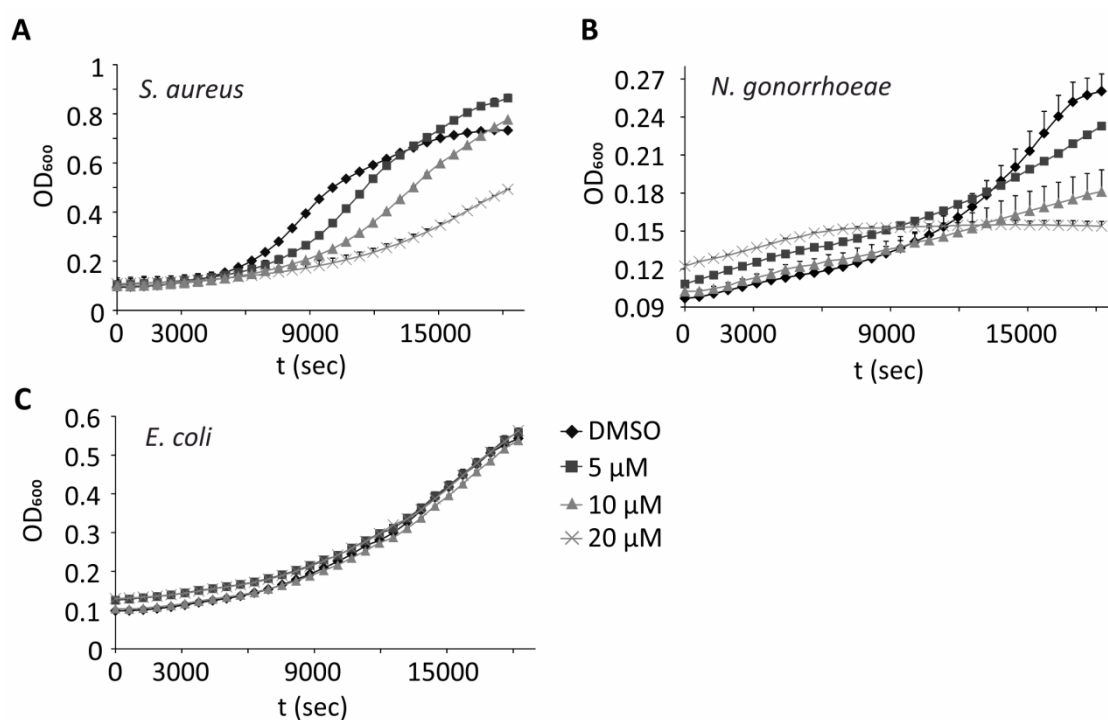 A
S. aureus
OD₆₀₀
1
0.8
0.6
0.4
0.2
0
0 3000 9000 15000
t (sec)
B
N. gonorrhoeae
OD₆₀₀
0.27
0.24
0.21
0.18
0.15
0.12
0.09
0 3000 9000 15000
t (sec)
C
E. coli
OD₆₀₀
0.6
0.5
0.4
0.3
0.2
0.1
0
0 3000 9000 15000
t (sec)
DMSO
5 µM
10 µM
20 µM